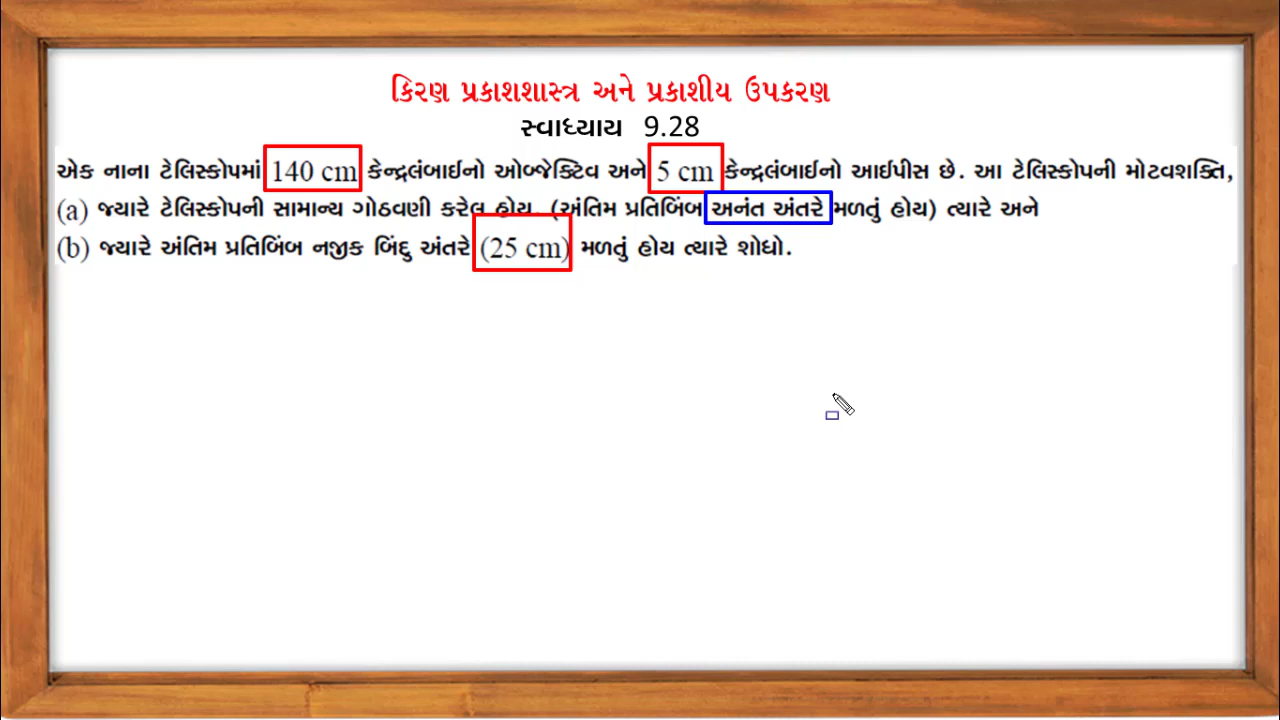 કિરણ પ્રકાશશાસ્ત્ર અને પ્રકાશીય ઉપકરણ
સ્વાધ્યાય 9.28
એક નાના ટેલિસ્કોપમાં 140 cm કેન્દ્રલંબાઈનો ઓબ્જેક્ટિવ અને 5 cm કેન્દ્રલંબાઈનો આઈપીસ છે. આ ટેલિસ્કોપની મોટવશક્તિ,
(a) જ્યારે ટેલિસ્કોપની સામાન્ય ગોઠવણી કરેલ હોય. (અંતિમ પ્રતિબિંબ અનંત અંતરે મળતું હોય) ત્યારે અને
(b) જ્યારે અંતિમ પ્રતિબિંબ નજીક બિંદુ અંતરે (25 cm) મળતું હોય ત્યારે શોધો.